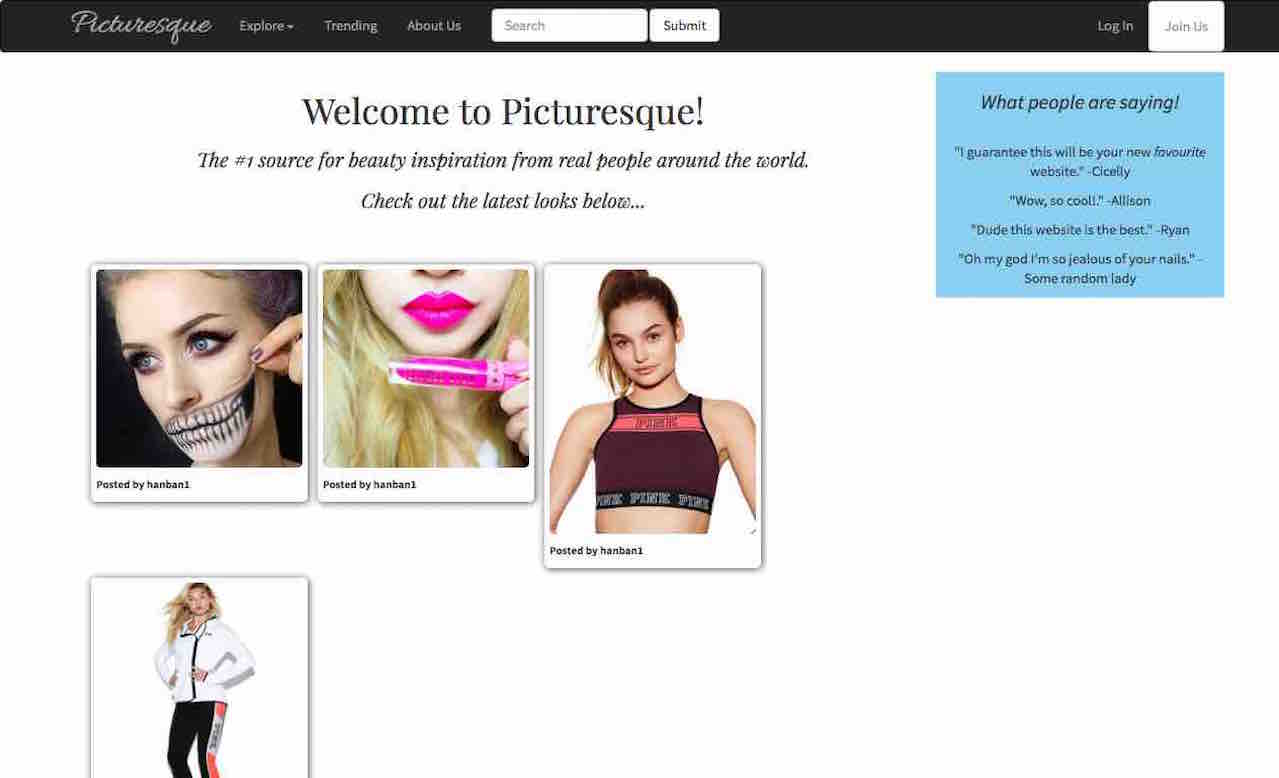 Picturesque
Explore
Trending
About Us
Search
Submit
Log In
Join Us
Welcome to Picturesque!
The #1 source for beauty inspiration from real people around the world.
Check out the latest looks below...
What people are saying!
"I guarantee this will be your new favourite
website." -Cicelly
"Wow, so cool!." -Allison
"Dude this website is the best." -Ryan
"Oh my god I'm so jealous of your nails." -
Some random lady
Posted by hanban1
Posted by hanban1
PINK
PINK PINK PINK
Posted by hanban1